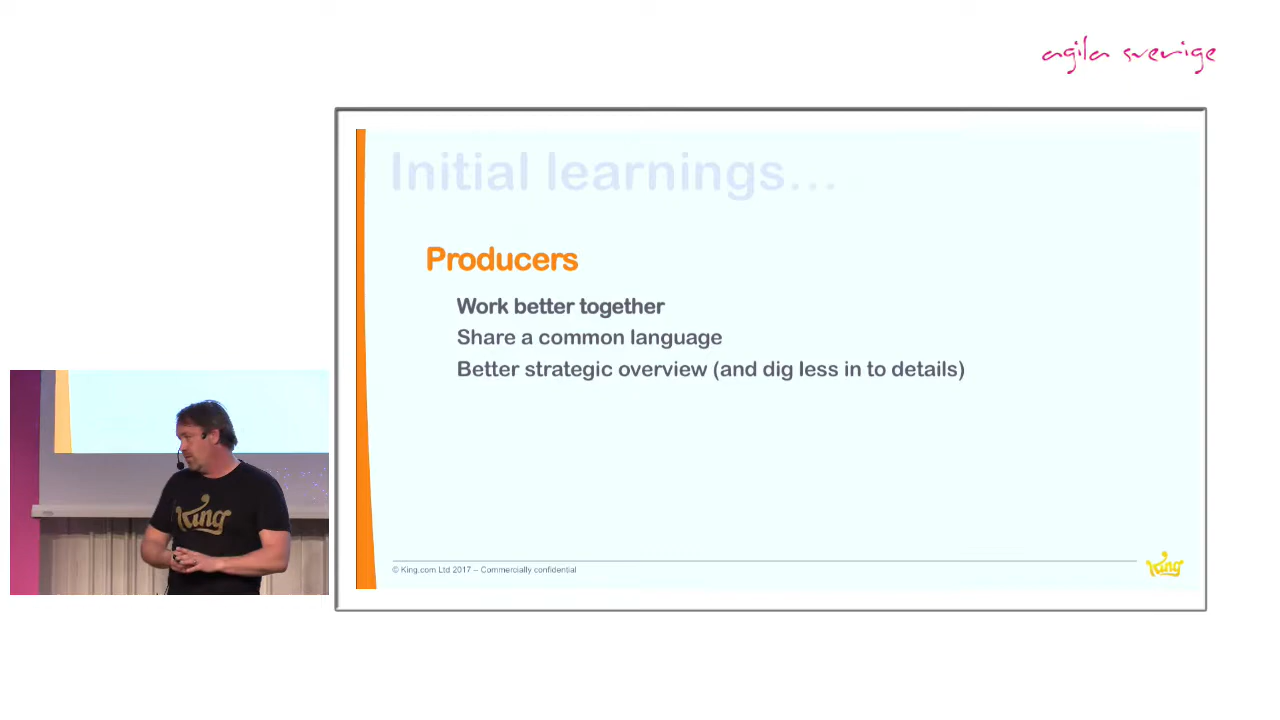 agila sverige
Initial learnings...
Producers
Work better together
Share a common language
Better strategic overview (and dig less in to details)
King
© King.com Ltd 2017 – Commercially confidential
King